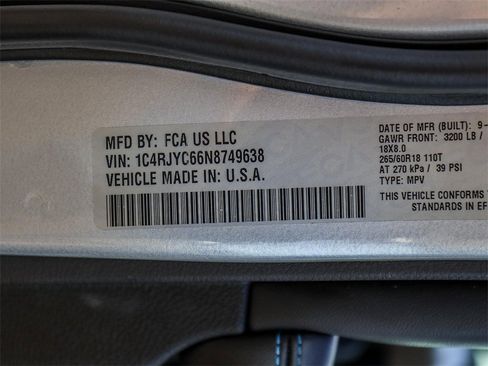 MFD BY: FCA US LLC
VIN: 1C4RJYC66N8749638
VEHICLE MADE IN: U.S.A.
DATE OF MFR (BUILT): 9-
GAWR FRONT: 3200 LB /
18X8.0
265/60R18 110T
AT 270 kPa / 39 PSI
TYPE: MPV
THIS VEHICLE CONFORMS
STANDARDS IN EF